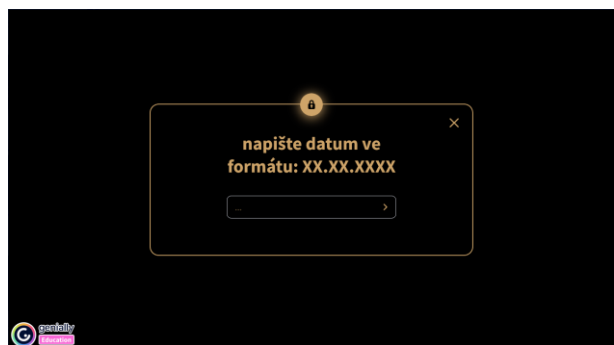 napište datum ve
formátu: XX.XX.XXXX
...
genially
Education